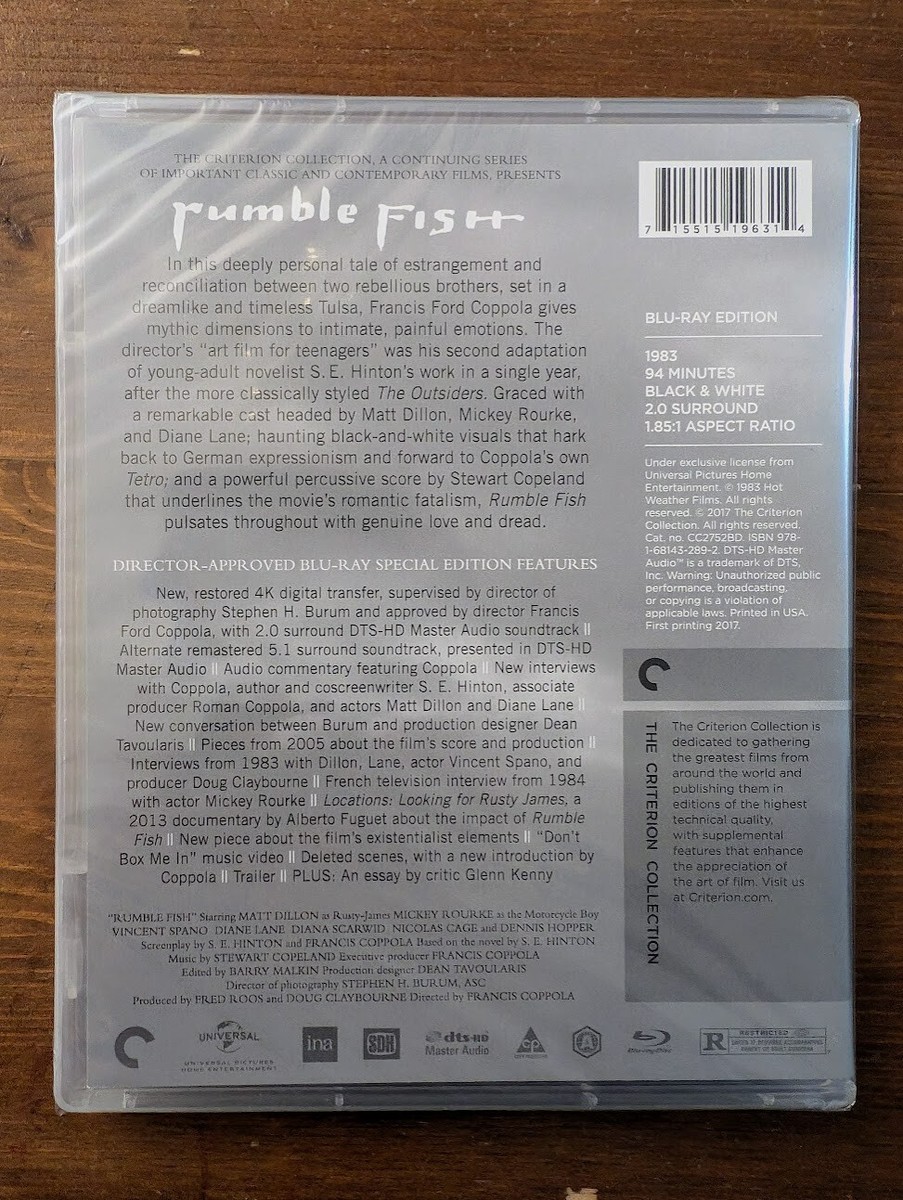 THE CRITERION COLLECTION, A CONTINUING SERIES
OF IMPORTANT CLASSIC AND CONTEMPORARY FILMS, PRESENTS
rumble FISH
In this deeply personal tale of estrangement and
reconciliation between two rebellious brothers, set in a
dreamlike and timeless Tulsa, Francis Ford Coppola gives
mythic dimensions to intimate, painful emotions. The
director's "art film for teenagers" was his second adaptation
of young-adult novelist S. E. Hinton's work in a single year,
after the more classically styled The Outsiders. Graced with
a remarkable cast headed by Matt Dillon, Mickey Rourke,
and Diane Lane; haunting black-and-white visuals that hark
back to German expressionism and forward to Coppola's own
Tetro; and a powerful percussive score by Stewart Copeland
that underlines the movie's romantic fatalism, Rumble Fish
pulsates throughout with genuine love and dread.
DIRECTOR-APPROVED BLU-RAY SPECIAL EDITION FEATURES
New, restored 4K digital transfer, supervised by director of
photography Stephen H. Burum and approved by director Francis
Ford Coppola, with 2.0 surround DTS-HD Master Audio soundtrack ||
Alternate remastered 5.1 surround soundtrack, presented in DTS-HD
Master Audio || Audio commentary featuring Coppola || New interviews
with Coppola, author and coscreenwriter S. E. Hinton, associate
producer Roman Coppola, and actors Matt Dillon and Diane Lane ||
New conversation between Burum and production designer Dean
Tavoularis || Pieces from 2005 about the film's score and production ||
Interviews from 1983 with Dillon, Lane, actor Vincent Spano, and
producer Doug Claybourne || French television interview from 1984
with actor Mickey Rourke || Locations: Looking for Rusty James, a
2013 documentary by Alberto Fuguet about the impact of Rumble
Fish || New piece about the film's existentialist elements || "Don't
Box Me In" music video || Deleted scenes, with a new introduction by
Coppola || Trailer || PLUS: An essay by critic Glenn Kenny
"RUMBLE FISH" Starring MATT DILLON as Rusty-James MICKEY ROURKE as the Motorcycle Boy
VINCENT SPANO DIANE LANE DIANA SCARWID NICOLAS CAGE and DENNIS HOPPER
Screenplay by S. E. HINTON and FRANCIS COPPOLA Based on the novel by S. E. HINTON
Music by STEWART COPELAND Executive producer FRANCIS COPPOLA
Edited by BARRY MALKIN Production designer DEAN TAVOULARIS
Director of photography STEPHEN H. BURUM, ASC
Produced by FRED ROOS and DOUG CLAYBOURNE Directed by FRANCIS COPPOLA
7 15515 19631 4
BLU-RAY EDITION
1983
94 MINUTES
BLACK & WHITE
2.0 SURROUND
1.85:1 ASPECT RATIO
Under exclusive license from
Universal Pictures Home
Entertainment. © 1983 Hot
Weather Films. All rights
reserved. © 2017 The Criterion
Collection. All rights reserved.
Cat. no. CC2752BD. ISBN 978-
1-68143-289-2. DTS-HD Master
Audio™ is a trademark of DTS,
Inc. Warning: Unauthorized public
performance, broadcasting,
or copying is a violation of
applicable laws. Printed in USA.
First printing 2017.
THE CRITERION COLLECTION
The Criterion Collection is
dedicated to gathering
the greatest films from
around the world and
publishing them in
editions of the highest
technical quality,
with supplemental
features that enhance
the appreciation of
the art of film. Visit us
at Criterion.com.
UNIVERSAL
UNIVERSAL PICTURES
HOME ENTERTAINMENT
ina
SDH
dts-HD
Master Audio
CP
A
Blu-ray Disc
R
RESTRICTED